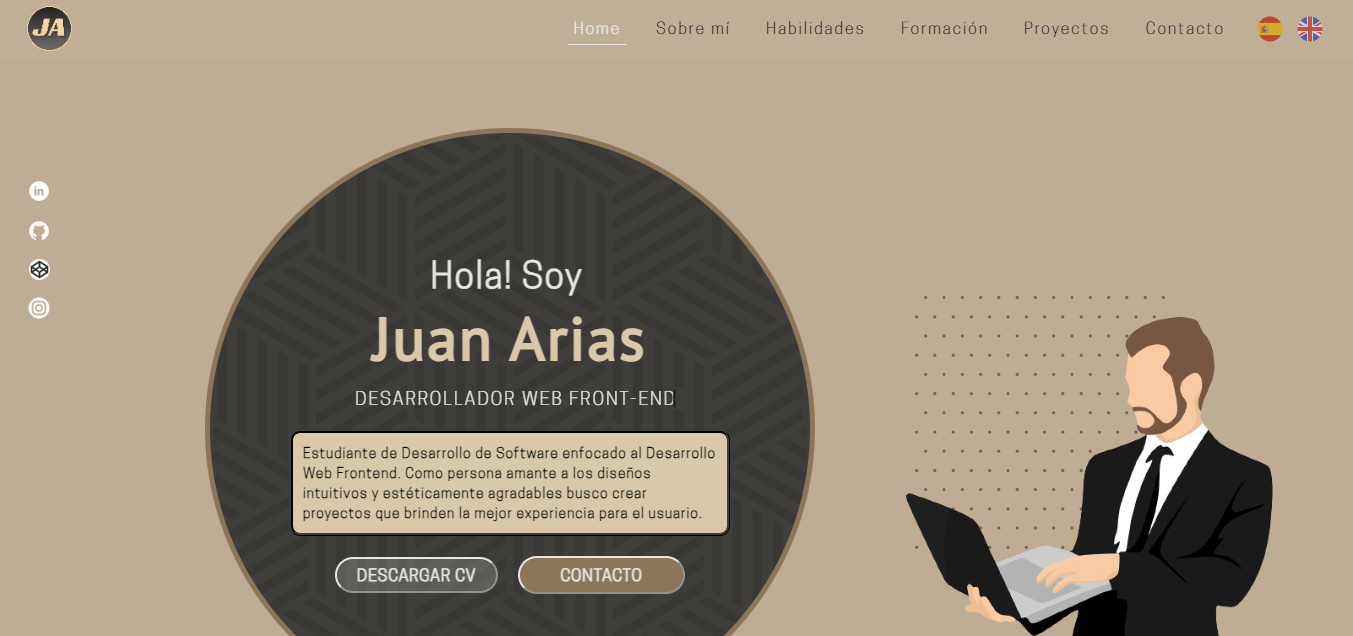 JA
Home
Sobre mí
Habilidades
Formación
Proyectos
Contacto
in
Hola! Soy
Juan Arias
DESARROLLADOR WEB FRONT-END
Estudiante de Desarrollo de Software enfocado al Desarrollo
Web Frontend. Como persona amante a los diseños
intuitivos y estéticamente agradables busco crear
proyectos que brinden la mejor experiencia para el usuario.
DESCARGAR CV
CONTACTO